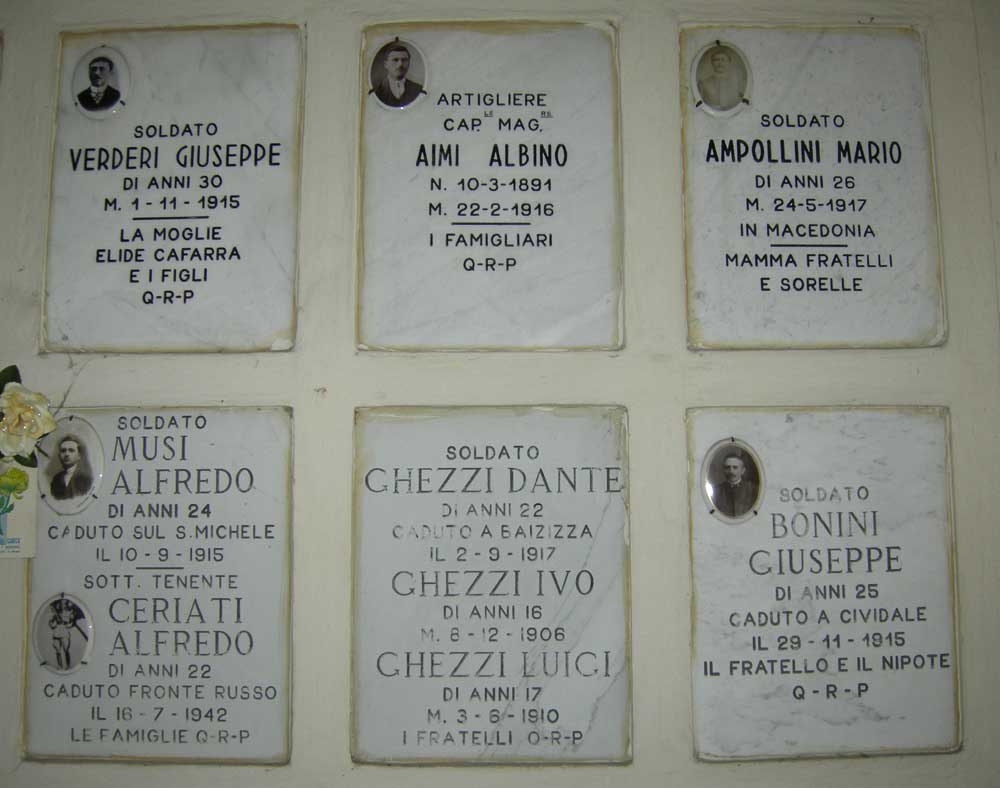 SOLDATO
VERDERI GIUSEPPE
DI ANNI 30
M. 1-11-1915
LA MOGLIE
ELIDE CAFARRA
E I FIGLI
Q-R-P
ARTIGLIERE
CAP.LE MAG.RE
AIMI ALBINO
N. 10-3-1891
M. 22-2-1916
I FAMIGLIARI
Q-R-P
SOLDATO
AMPOLLINI MARIO
DI ANNI 26
M. 24-5-1917
IN MACEDONIA
MAMMA FRATELLI
E SORELLE
SOLDATO
MUSI
ALFREDO
DI ANNI 24
CADUTO SUL S. MICHELE
IL 10-9-1915
SOTT. TENENTE
CERIATI
ALFREDO
DI ANNI 22
CADUTO FRONTE RUSSO
IL 16-7-1942
LE FAMIGLIE Q-R-P
SOLDATO
GHEZZI DANTE
DI ANNI 22
CADUTO A BAIZIZZA
IL 2-9-1917
GHEZZI IVO
DI ANNI 16
M. 8-12-1906
GHEZZI LUIGI
DI ANNI 17
M. 3-6-1910
I FRATELLI Q-R-P
SOLDATO
BONINI
GIUSEPPE
DI ANNI 25
CADUTO A CIVIDALE
IL 29-11-1915
IL FRATELLO E IL NIPOTE
Q-R-P